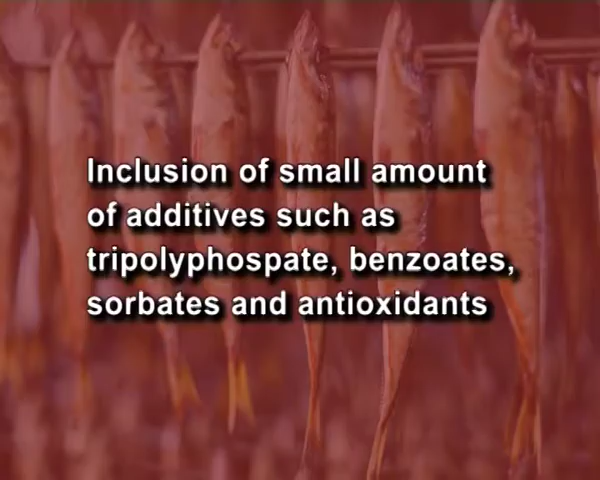 Inclusion of small amount
of additives such as
tripolyphospate, benzoates,
sorbates and antioxidants